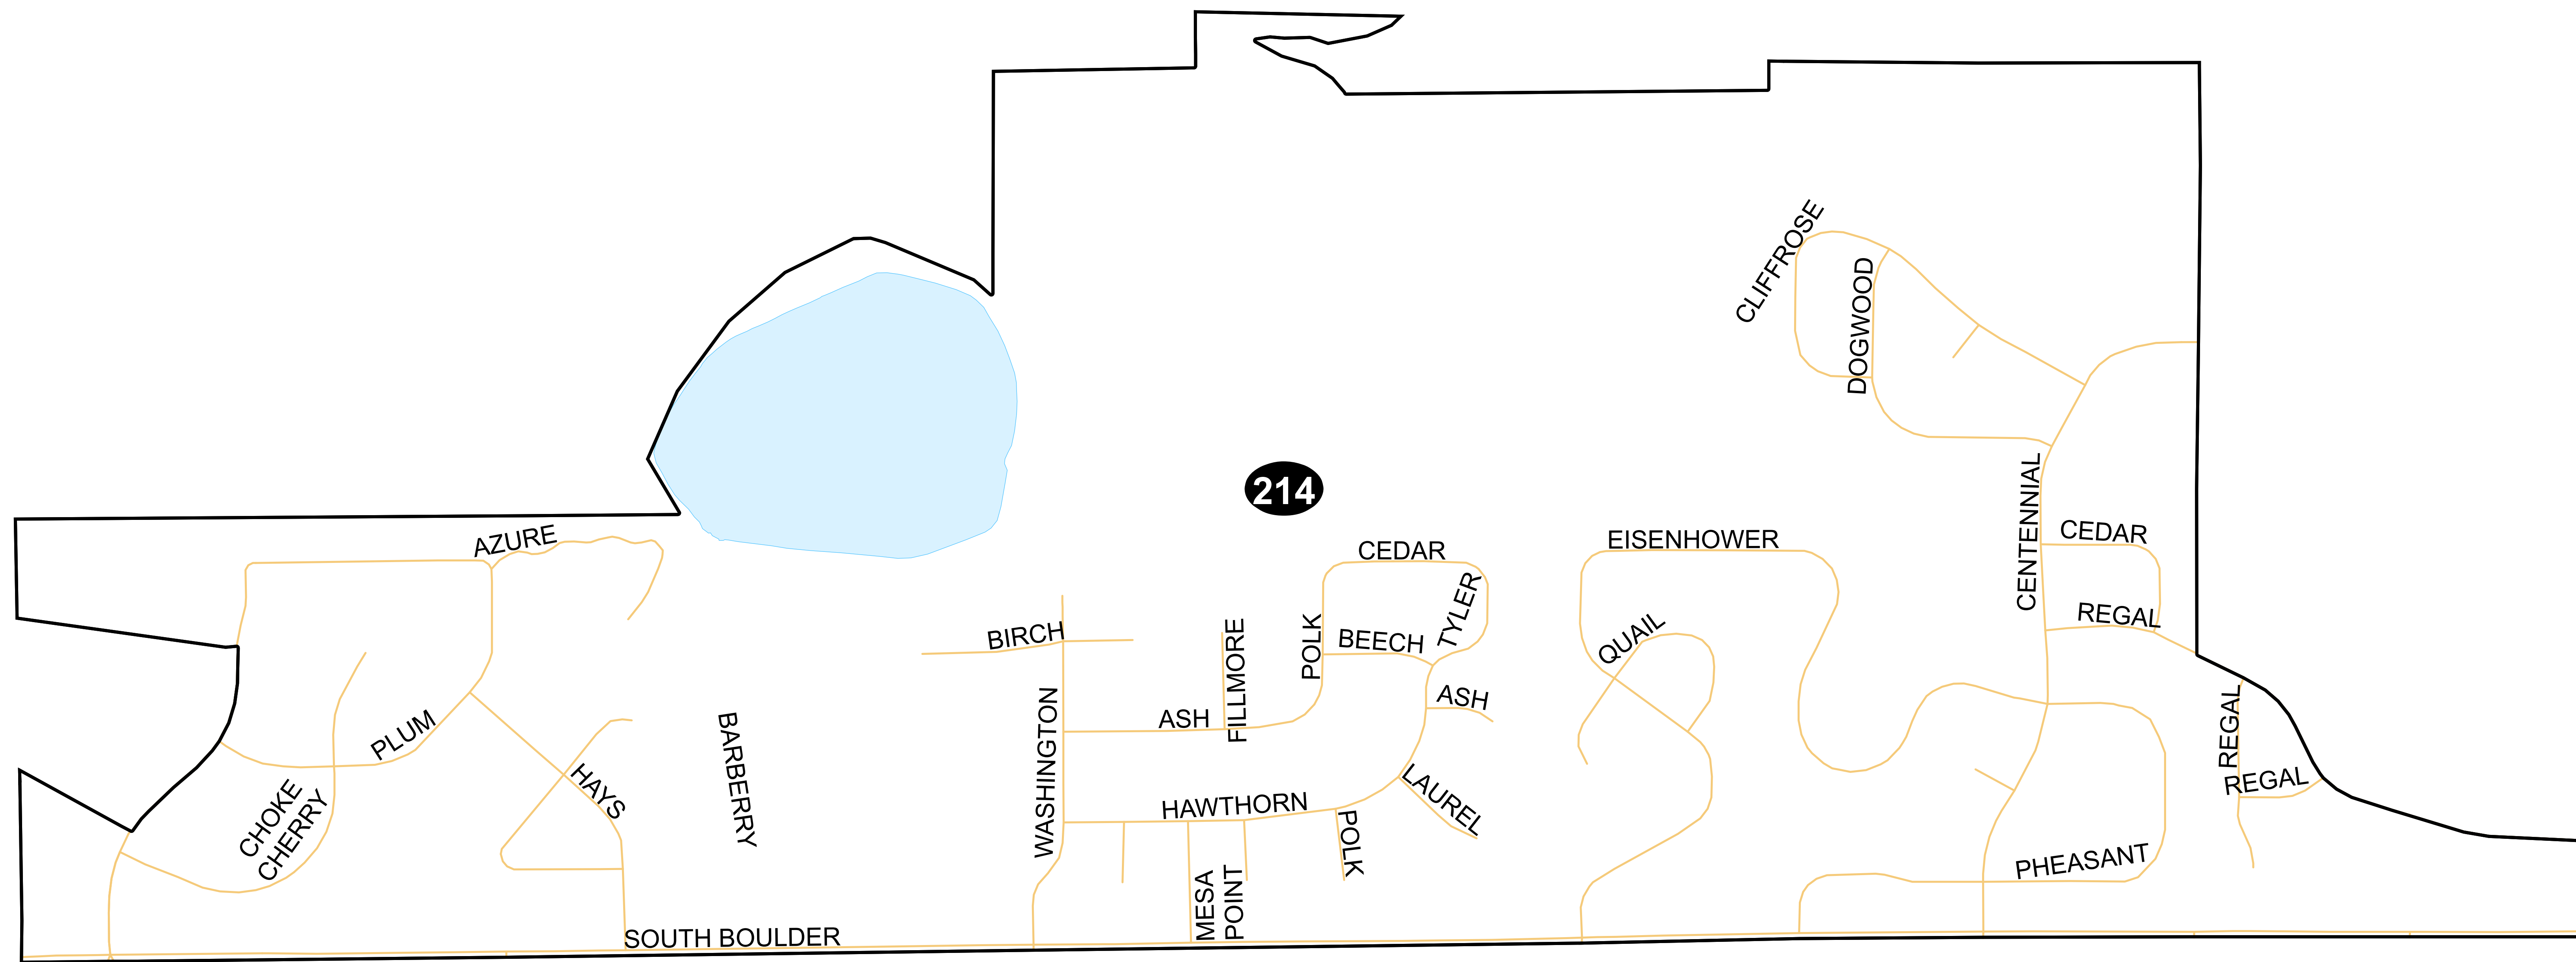 CLIFFROSE
DOGWOOD
214
CENTENNIAL
AZURE
CEDAR
EISENHOWER
CEDAR
TYLER
BIRCH
FILLMORE
POLK
BEECH
QUAIL
REGAL
PLUM
BARBERRY
WASHINGTON
ASH
ASH
REGAL
CHOKE
CHERRY
HAYS
HAWTHORN
LAUREL
REGAL
POLK
PHEASANT
MESA
POINT
SOUTH BOULDER